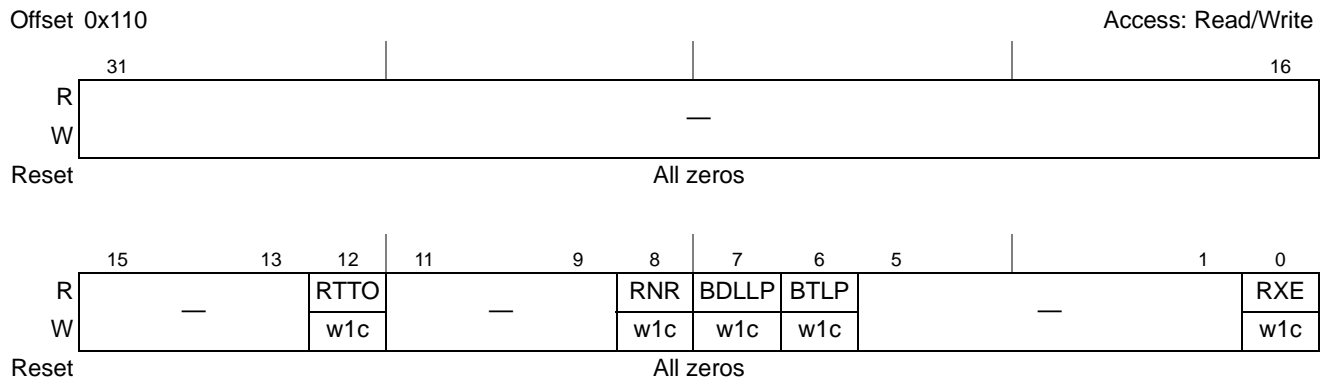 Offset 0x110 Access: Read/Write
31 16
R
—
W
Reset All zeros
15 13 12 11 9 8 7 6 5 1 0
R — RTTO — RNR BDLLP BTLP — RXE
W w1c w1c w1c w1c w1c
Reset All zeros